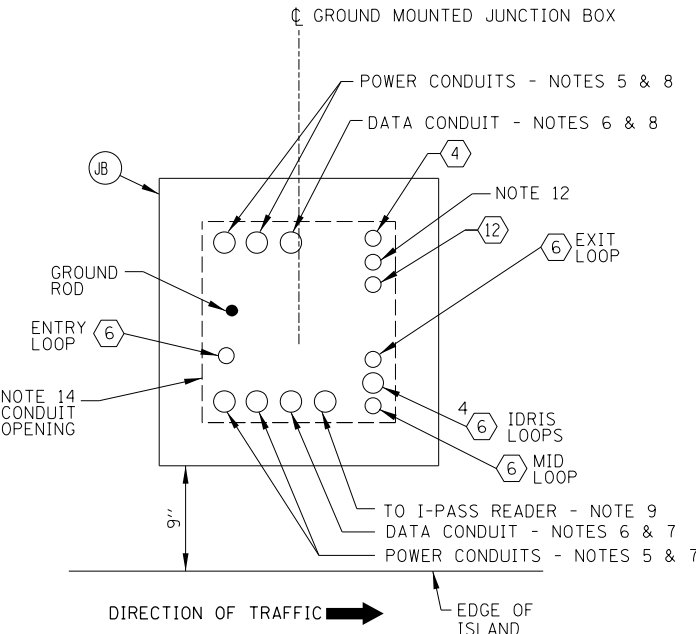 ℄ GROUND MOUNTED JUNCTION BOX
POWER CONDUITS - NOTES 5 & 8
DATA CONDUIT - NOTES 6 & 8
4
JB
NOTE 12
12
6 EXIT
LOOP
GROUND
ROD
ENTRY 6
LOOP
NOTE 14
CONDUIT
OPENING
4
6 IDRIS
LOOPS
6 MID
LOOP
9"
TO I-PASS READER - NOTE 9
DATA CONDUIT - NOTES 6 & 7
POWER CONDUITS - NOTES 5 & 7
DIRECTION OF TRAFFIC
EDGE OF
ISLAND